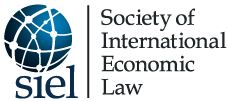 siel
Society of
International
Economic
Law